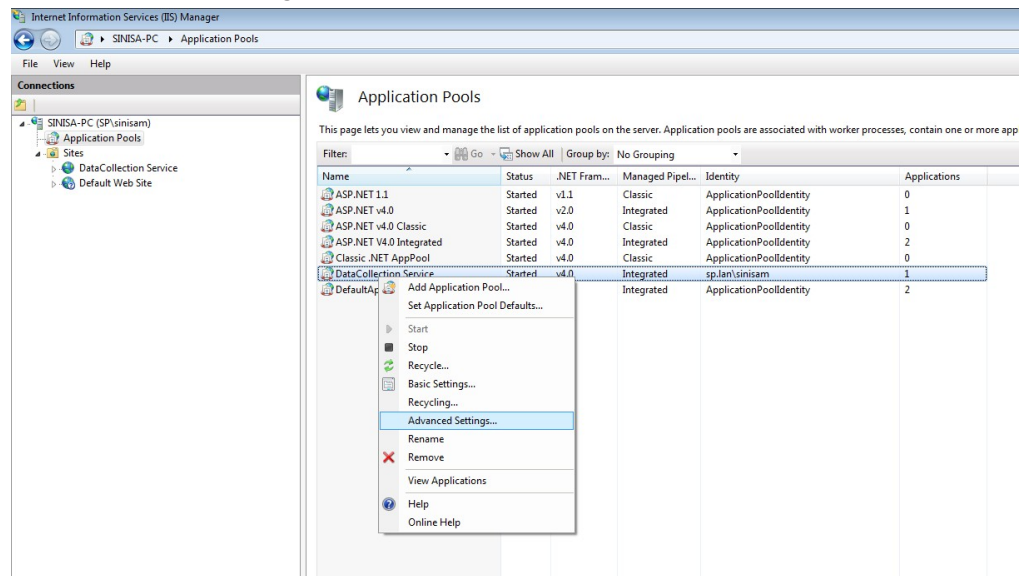 Internet Information Services (IIS) Manager
SINISA-PC Application Pools
File View Help
Connections
SINISA-PC (SP\sinisam)
Application Pools
Sites
DataCollection Service
Default Web Site
Application Pools
This page lets you view and manage the list of application pools on the server. Application pools are associated with worker processes, contain one or more app
Filter: Go Show All Group by: No Grouping
Name Status .NET Fram... Managed Pipel... Identity Applications
ASP.NET 1.1 Started v1.1 Classic ApplicationPoolIdentity 0
ASP.NET v4.0 Started v2.0 Integrated ApplicationPoolIdentity 1
ASP.NET v4.0 Classic Started v4.0 Classic ApplicationPoolIdentity 0
ASP.NET V4.0 Integrated Started v4.0 Integrated ApplicationPoolIdentity 2
Classic .NET AppPool Started v4.0 Classic ApplicationPoolIdentity 0
DataCollection Service Started v4.0 Integrated sp.lan\sinisam 1
DefaultAp Integrated ApplicationPoolIdentity 2
Add Application Pool...
Set Application Pool Defaults...
Start
Stop
Recycle...
Basic Settings...
Recycling...
Advanced Settings...
Rename
Remove
View Applications
Help
Online Help